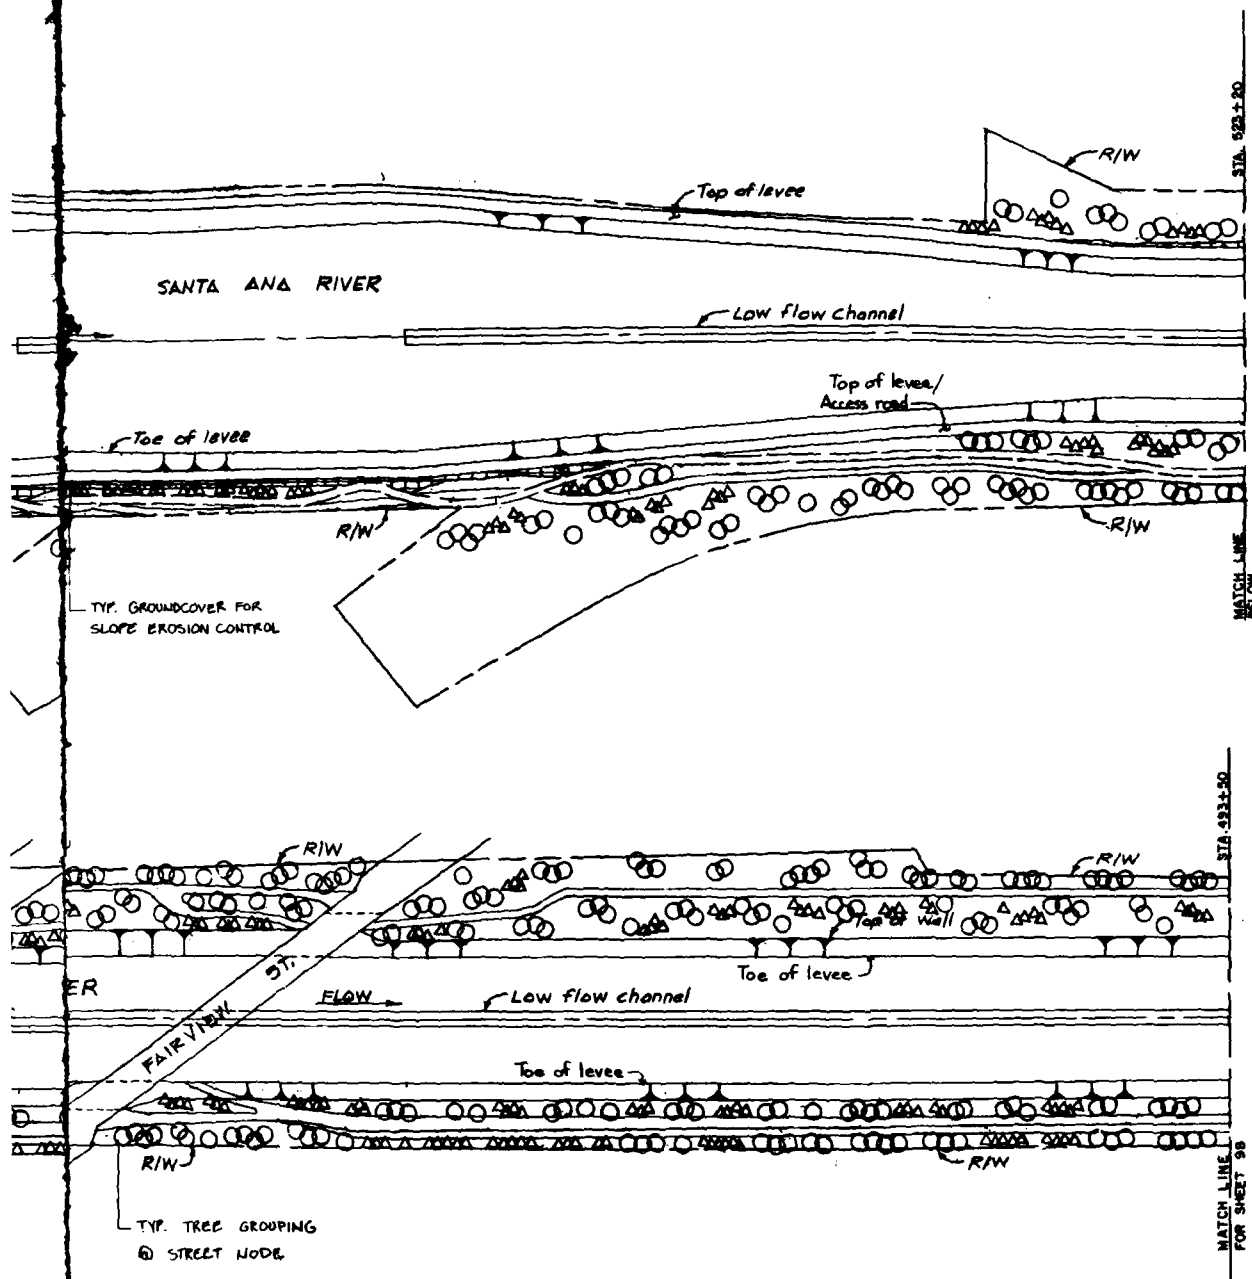 STA. 523+20
R/W
Top of levee
SANTA ANA RIVER
Low flow channel
Top of levee/
Access road
Toe of levee
R/W
R/W
TYP. GROUNDCOVER FOR
SLOPE EROSION CONTROL
MATCH LINE
BELOW
STA. 493+50
R/W
R/W
Top of wall
Toe of levee
ER
FLOW
Low flow channel
FAIRVIEW ST.
Toe of levee
R/W
R/W
TYP. TREE GROUPING
@ STREET NODE
MATCH LINE
FOR SHEET 98